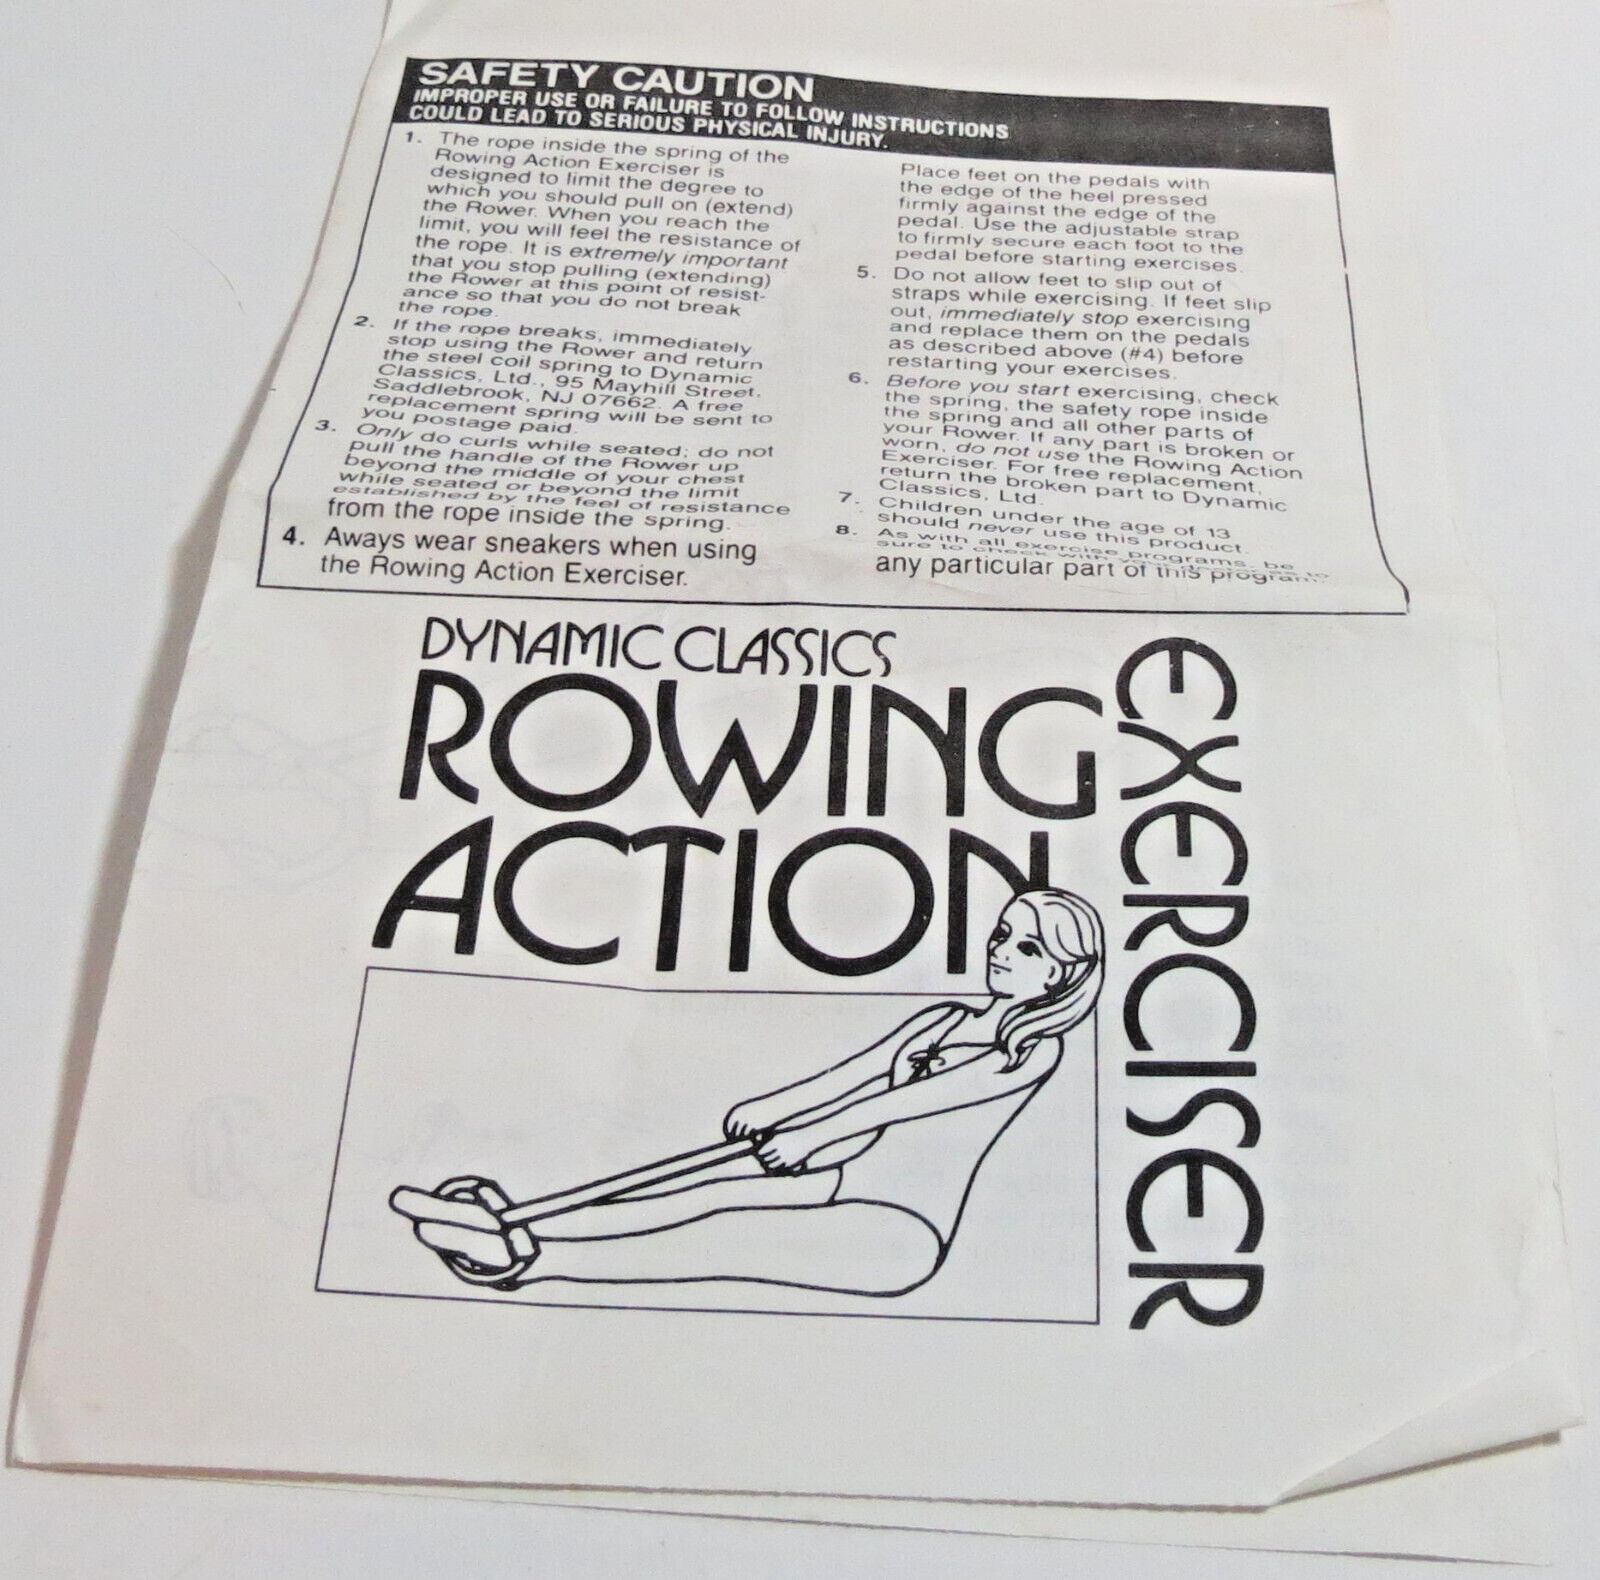 SAFETY CAUTION
IMPROPER USE OR FAILURE TO FOLLOW INSTRUCTIONS
COULD LEAD TO SERIOUS PHYSICAL INJURY.
1. The rope inside the spring of the
Rowing Action Exerciser is
designed to limit the degree to
which you should pull on (extend)
the Rower. When you reach the
limit, you will feel the resistance of
the rope. It is extremely important
that you stop pulling (extending)
the Rower at this point of resist-
ance so that you do not break
the rope.
2. If the rope breaks, immediately
stop using the Rower and return
the steel coil spring to Dynamic
Classics, Ltd., 95 Mayhill Street,
Saddlebrook, NJ 07662. A free
replacement spring will be sent to
you postage paid.
3. Only do curls while seated; do not
pull the handle of the Rower up
beyond the middle of your chest
while seated or beyond the limit
established by the feel of resistance
from the rope inside the spring.
4. Aways wear sneakers when using
the Rowing Action Exerciser.
Place feet on the pedals with
the edge of the heel pressed
firmly against the edge of the
pedal. Use the adjustable strap
to firmly secure each foot to the
pedal before starting exercises.
5. Do not allow feet to slip out of
straps while exercising. If feet slip
out, immediately stop exercising
and replace them on the pedals
as described above (#4) before
restarting your exercises.
6. Before you start exercising, check
the spring, the safety rope inside
the spring and all other parts of
your Rower. If any part is broken or
worn, do not use the Rowing Action
Exerciser. For free replacement,
return the broken part to Dynamic
Classics, Ltd.
7. Children under the age of 13
should never use this product.
8. As with all exercise programs, be
sure to check with your doctor as to
any particular part of this program.
DYNAMIC CLASSICS
ROWING
ACTION
EXERCISER